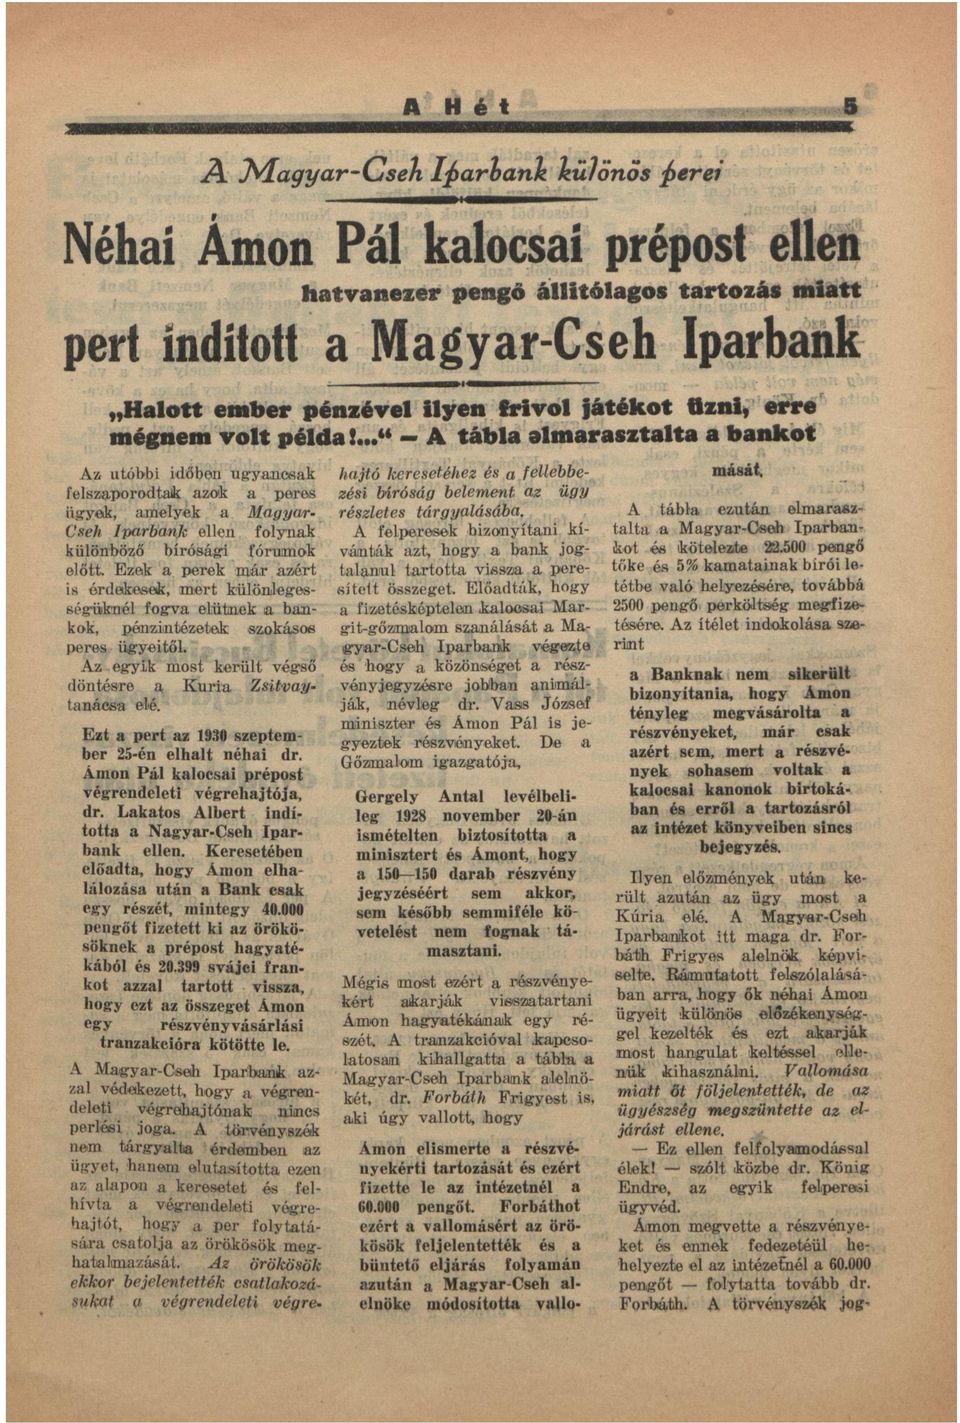 A Hét 5
A Magyar-Cseh Iparbank különös perei
Néhai Ámon Pál kalocsai prépost ellen
hatvanezer pengő állitólagos tartozás miatt
pert inditott a Magyar-Cseh Iparbank
„Halott ember pénzével ilyen frivol játékot űzni, erre
mégnem volt példa!...“ — A tábla elmarasztalta a bankot
Az utóbbi időben ugyancsak
felszaporodtak azok a peres
ügyek, amelyek a Magyar-
Cseh Iparbank ellen folynak
különböző bírósági fórumok
előtt. Ezek a perek már azért
is érdekesek, mert különleges-
ségüknél fogva elütnek a ban-
kok, pénzintézetek szokásos
peres ügyeitől.
Az egyik most került végső
döntésre a Kuria Zsitvay-
tanácsa elé.
Ezt a pert az 1930 szeptem-
ber 25-én elhalt néhai dr.
Ámon Pál kalocsai prépost
végrendeleti végrehajtója,
dr. Lakatos Albert indí-
totta a Nagyar-Cseh Ipar-
bank ellen. Keresetében
előadta, hogy Ámon elha-
lálozása után a Bank csak
egy részét, mintegy 40.000
pengőt fizetett ki az örökö-
söknek a prépost hagyaté-
kából és 20.399 svájci fran-
kot azzal tartott vissza,
hogy ezt az összeget Ámon
egy részvényvásárlási
tranzakcióra kötötte le.
A Magyar-Cseh Iparbank az-
zal védekezett, hogy a végren-
deleti végrehajtónak nincs
perlési joga. A törvényszék
nem tárgyalta érdemben az
ügyet, hanem elutasította ezen
az alapon a keresetet és fel-
hívta a végrendeleti végre-
hajtót, hogy a per folytatá-
sára csatolja az örökösök meg-
hatalmazását. Az örökösök
ekkor bejelentették csatlakozá-
sukat a végrendeleti végre-
hajtó keresetéhez és a fellebbe-
zési bíróság belement az ügy
részletes tárgyalásába.
A felperesek bizonyítani kí-
vánták azt, hogy a bank jog-
talanul tartotta vissza a pere-
sített összeget. Előadták, hogy
a fizetésképtelen kalocsai Mar-
git-gőzmalom szanálását a Ma-
gyar-Cseh Iparbank végezte
és hogy a közönséget a rész-
vényjegyzésre jobban animál-
ják, névleg dr. Vass József
miniszter és Ámon Pál is je-
gyeztek részvényeket. De a
Gőzmalom igazgatója,
Gergely Antal levélbeli-
leg 1928 november 20-án
ismételten biztosította a
minisztert és Ámont, hogy
a 150—150 darab részvény
jegyzéséért sem akkor,
sem később semmiféle kö-
vetelést nem fognak tá-
masztani.
Mégis most ezért a részvénye-
kért akarják visszatartani
Ámon hagyatékának egy ré-
szét. A tranzakcióval kapcso-
latosan kihallgatta a tábla a
Magyar-Cseh Iparbank alelnö-
két, dr. Forbáth Frigyest is,
aki úgy vallott, hogy
Ámon elismerte a részvé-
nyekérti tartozását és ezért
fizette le az intézetnél a
60.000 pengőt. Forbáthot
ezért a vallomásért az örö-
kösök feljelentették és a
büntető eljárás folyamán
azután a Magyar-Cseh al-
elnöke módosította vallo-
mását.
A tábla ezután elmarasz-
talta a Magyar-Cseh Iparban-
kot és kötelezte 22.500 pengő
tőke és 5% kamatainak bírói le-
tétbe való helyezésére, továbbá
2500 pengő perköltség megfize-
tésére. Az ítélet indokolása sze-
rint
a Banknak nem sikerült
bizonyítania, hogy Ámon
tényleg megvásárolta a
részvényeket, már csak
azért sem, mert a részvé-
nyek sohasem voltak a
kalocsai kanonok birtoká-
ban és erről a tartozásról
az intézet könyveiben sincs
bejegyzés.
Ilyen előzmények után ke-
rült azután az ügy most a
Kúria elé. A Magyar-Cseh
Iparbankot itt maga dr. For-
báth Frigyes alelnök képvi-
selte. Rámutatott felszólalásá-
ban arra, hogy ők néhai Ámon
ügyeit különös előzékenység-
gel kezelték és ezt akarják
most hangulat keltéssel elle-
nük kihasználni. Vallomása
miatt őt följelentették, de az
ügyészség megszüntette az el-
járást ellene.
— Ez ellen felfolyamodással
élek! — szólt közbe dr. König
Endre, az egyik felperesi
ügyvéd.
Ámon megvette a részvénye-
ket és ennek fedezetéül he-
helyezte el az intézetnél a 60.000
pengőt — folytatta tovább dr.
Forbáth. A törvényszék jog-